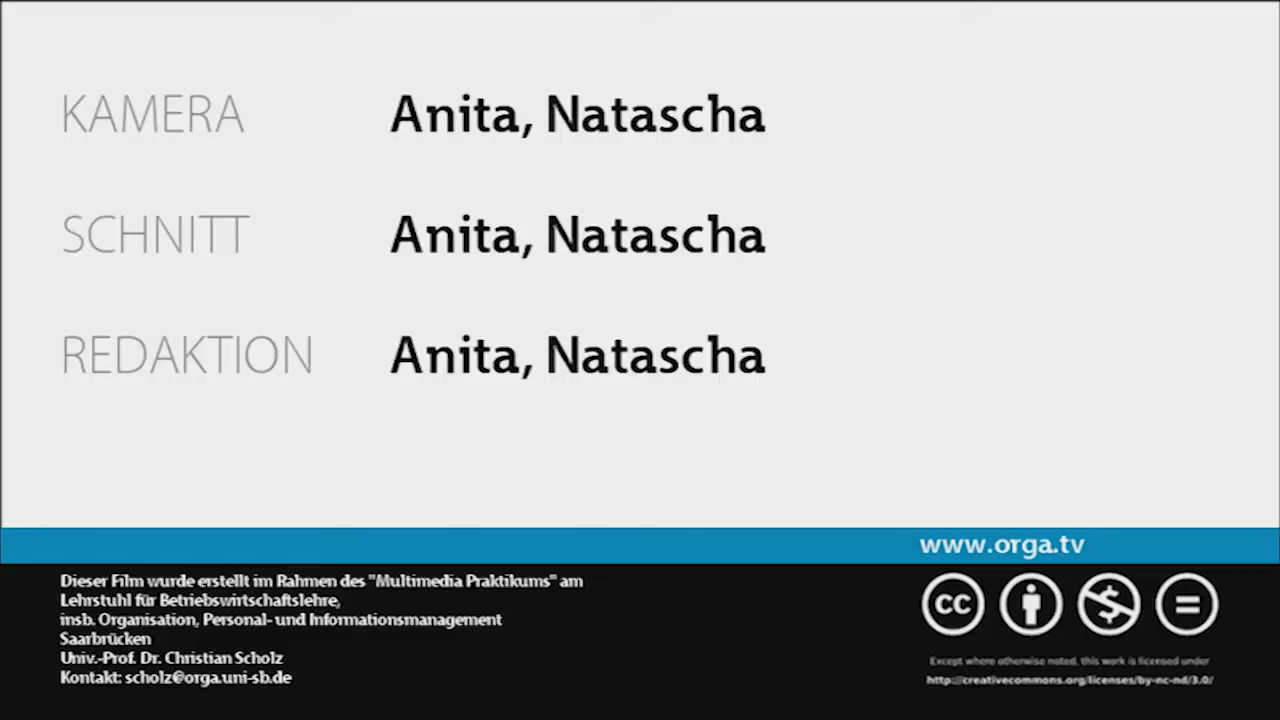 KAMERA Anita, Natascha
SCHNITT Anita, Natascha
REDAKTION Anita, Natascha
www.orga.tv
Dieser Film wurde erstellt im Rahmen des "Multimedia Praktikums" am
Lehrstuhl für Betriebswirtschaftslehre,
insb. Organisation, Personal- und Informationsmanagement
Saarbrücken
Univ.-Prof. Dr. Christian Scholz
Kontakt: scholz@orga.uni-sb.de
cc
Except where otherwise noted, this work is licensed under
http://creativecommons.org/licenses/by-nc-nd/3.0/